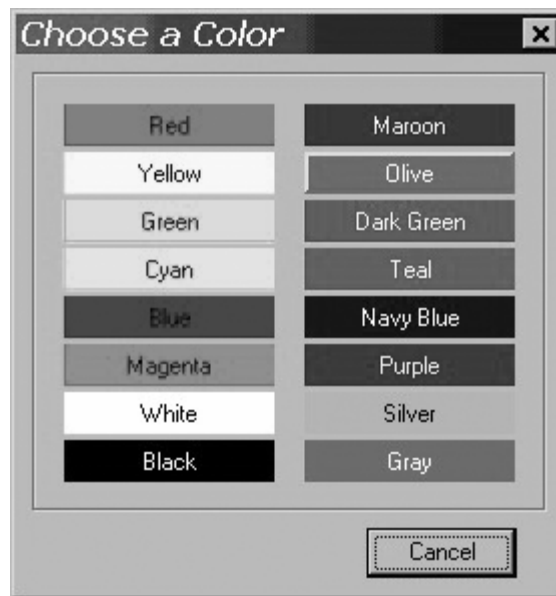 Choose a Color
Red
Yellow
Green
Cyan
Blue
Magenta
White
Black
Maroon
Olive
Dark Green
Teal
Navy Blue
Purple
Silver
Gray
Cancel